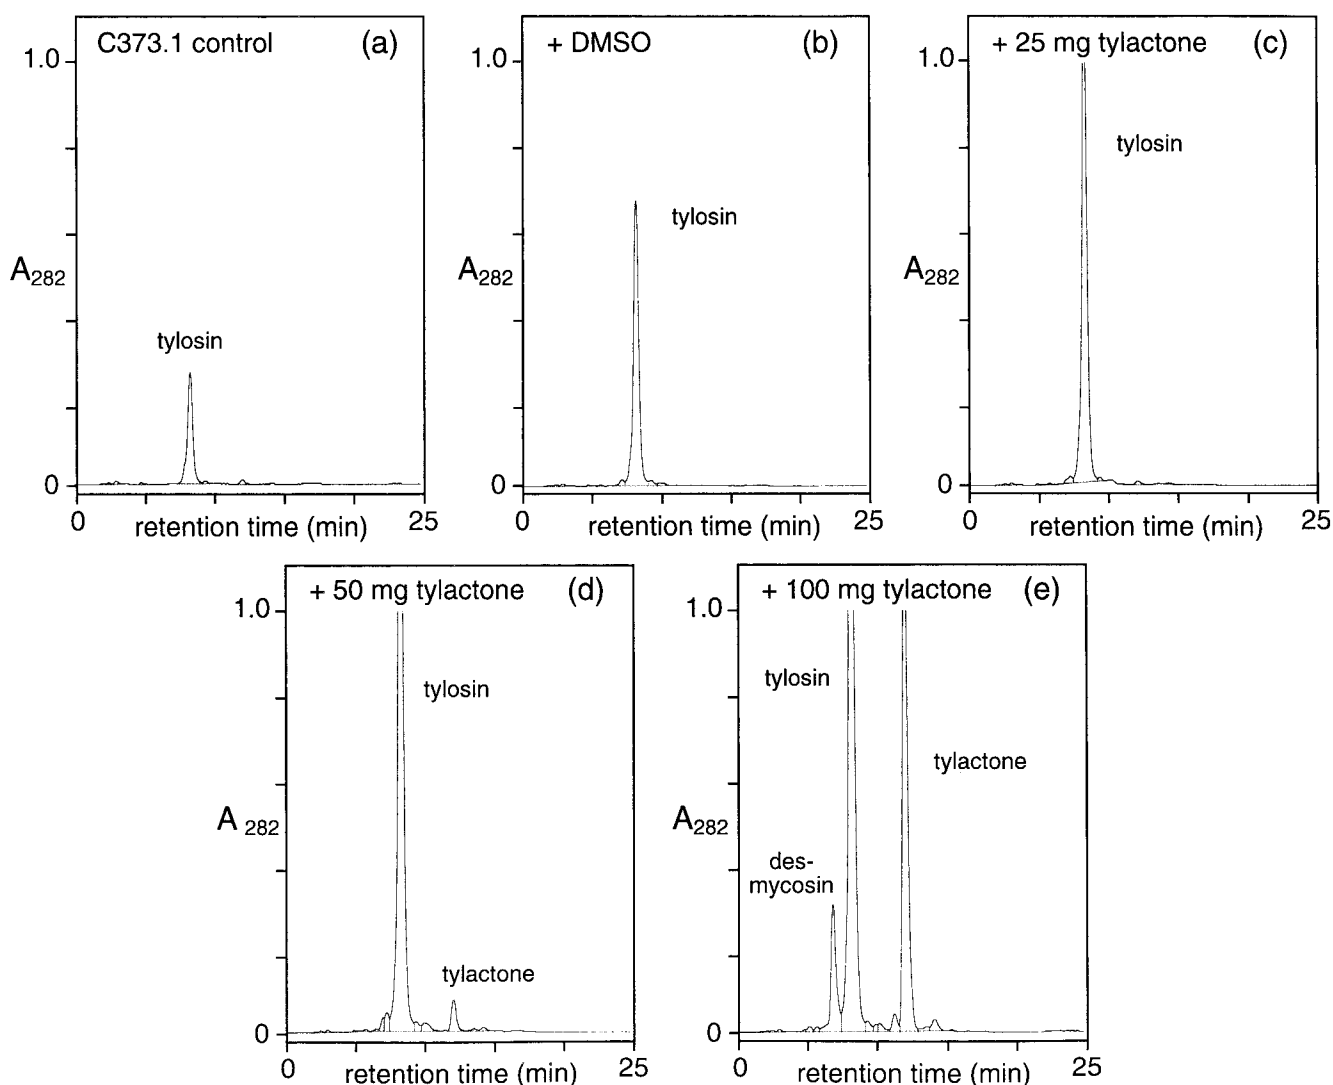 C373.1 control (a)
1.0
tylosin
A282
0
0 retention time (min) 25
+ DMSO (b)
1.0
tylosin
A282
0
0 retention time (min) 25
+ 25 mg tylactone (c)
1.0
tylosin
A282
0
0 retention time (min) 25
+ 50 mg tylactone (d)
1.0
tylosin
A 282
tylactone
0
0 retention time (min) 25
+ 100 mg tylactone (e)
1.0
tylosin
tylactone
A282
des-
mycosin
0
0 retention time (min) 25